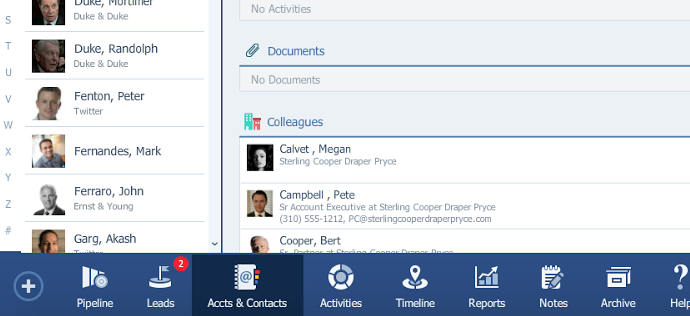 Duke, Mortimer
Duke & Duke
Duke, Randolph
Duke & Duke
Fenton, Peter
Twitter
Fernandes, Mark
Ferraro, John
Ernst & Young
Garg, Akash
Twitter
S
T
U
V
W
X
Y
Z
#
No Activities
Documents
No Documents
Colleagues
Calvet , Megan
Sterling Cooper Draper Pryce
Campbell , Pete
Sr Account Executive at Sterling Cooper Draper Pryce
(310) 555-1212, PC@sterlingcooperdraperpryce.com
Cooper, Bert
Sr. Partner at Sterling Cooper Draper Pryce
Pipeline
2
Leads
@
Accts & Contacts
Activities
Timeline
Reports
Notes
Archive
Help